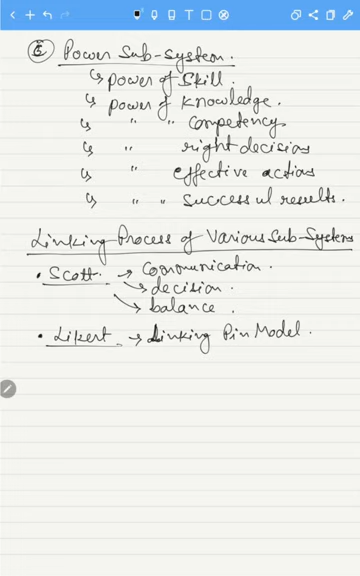 E Power Sub-System.
↳ power of Skill.
↳ power of Knowledge.
↳ " " Competency
↳ " right decisions
↳ " effective actions
↳ " " Successul results.
Linking Process of Various Sub-Systems
• Scott. → Communication.
↘ decision.
↘ balance.
• Likert → Linking Pin Model.